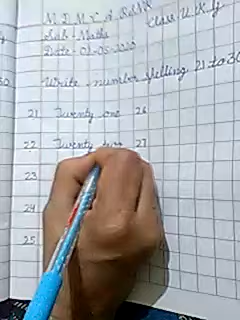 Class U.K.g
Sub - Maths
Date - 01-05-2020
Write number spelling 21 to 30
21 Twenty one 26
22 Twenty two 27
23
24
25